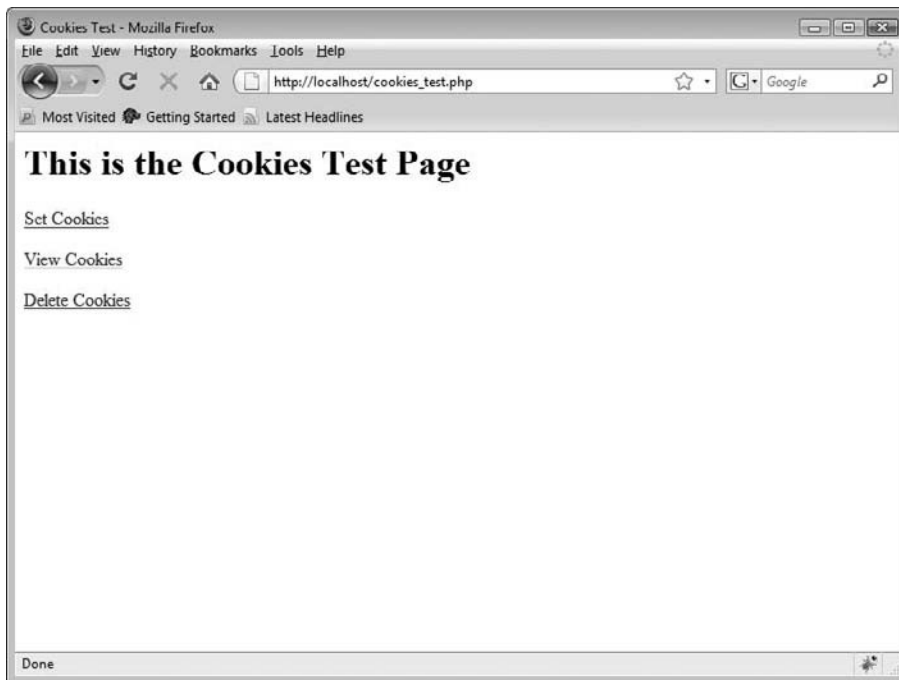 Cookies Test - Mozilla Firefox
File Edit View History Bookmarks Tools Help
http://localhost/cookies_test.php
G Google
Most Visited Getting Started Latest Headlines
This is the Cookies Test Page
Set Cookies
View Cookies
Delete Cookies
Done